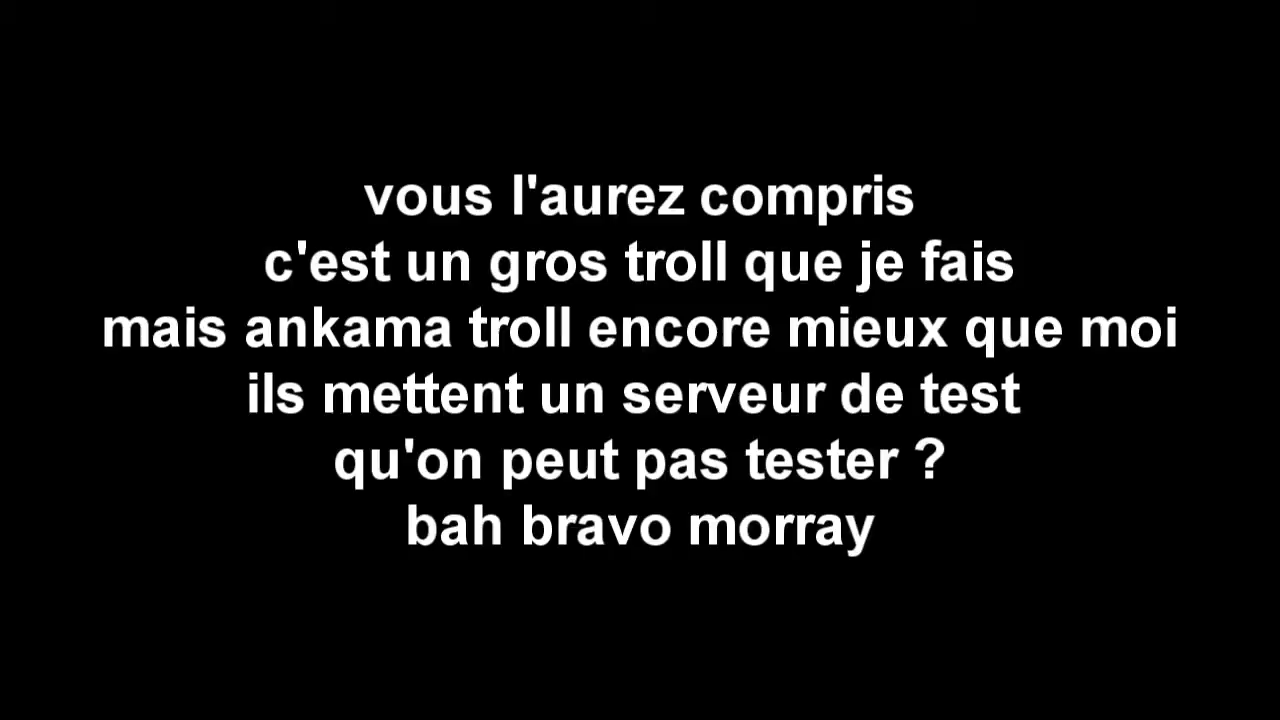 vous l'aurez compris
c'est un gros troll que je fais
mais ankama troll encore mieux que moi
ils mettent un serveur de test
qu'on peut pas tester ?
bah bravo morray